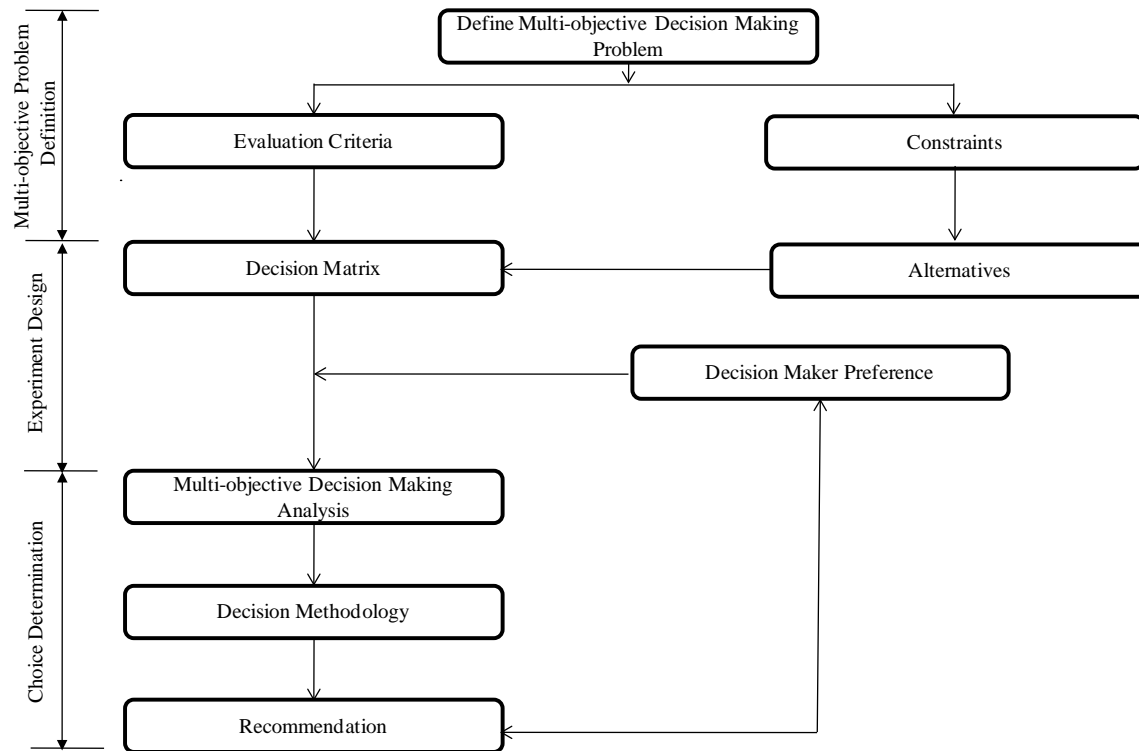 Define Multi-objective Decision Making
Problem
Evaluation Criteria
Constraints
Decision Matrix
Alternatives
Decision Maker Preference
Multi-objective Decision Making
Analysis
Decision Methodology
Recommendation
Multi-objective Problem
Definition
Experiment Design
Choice Determination